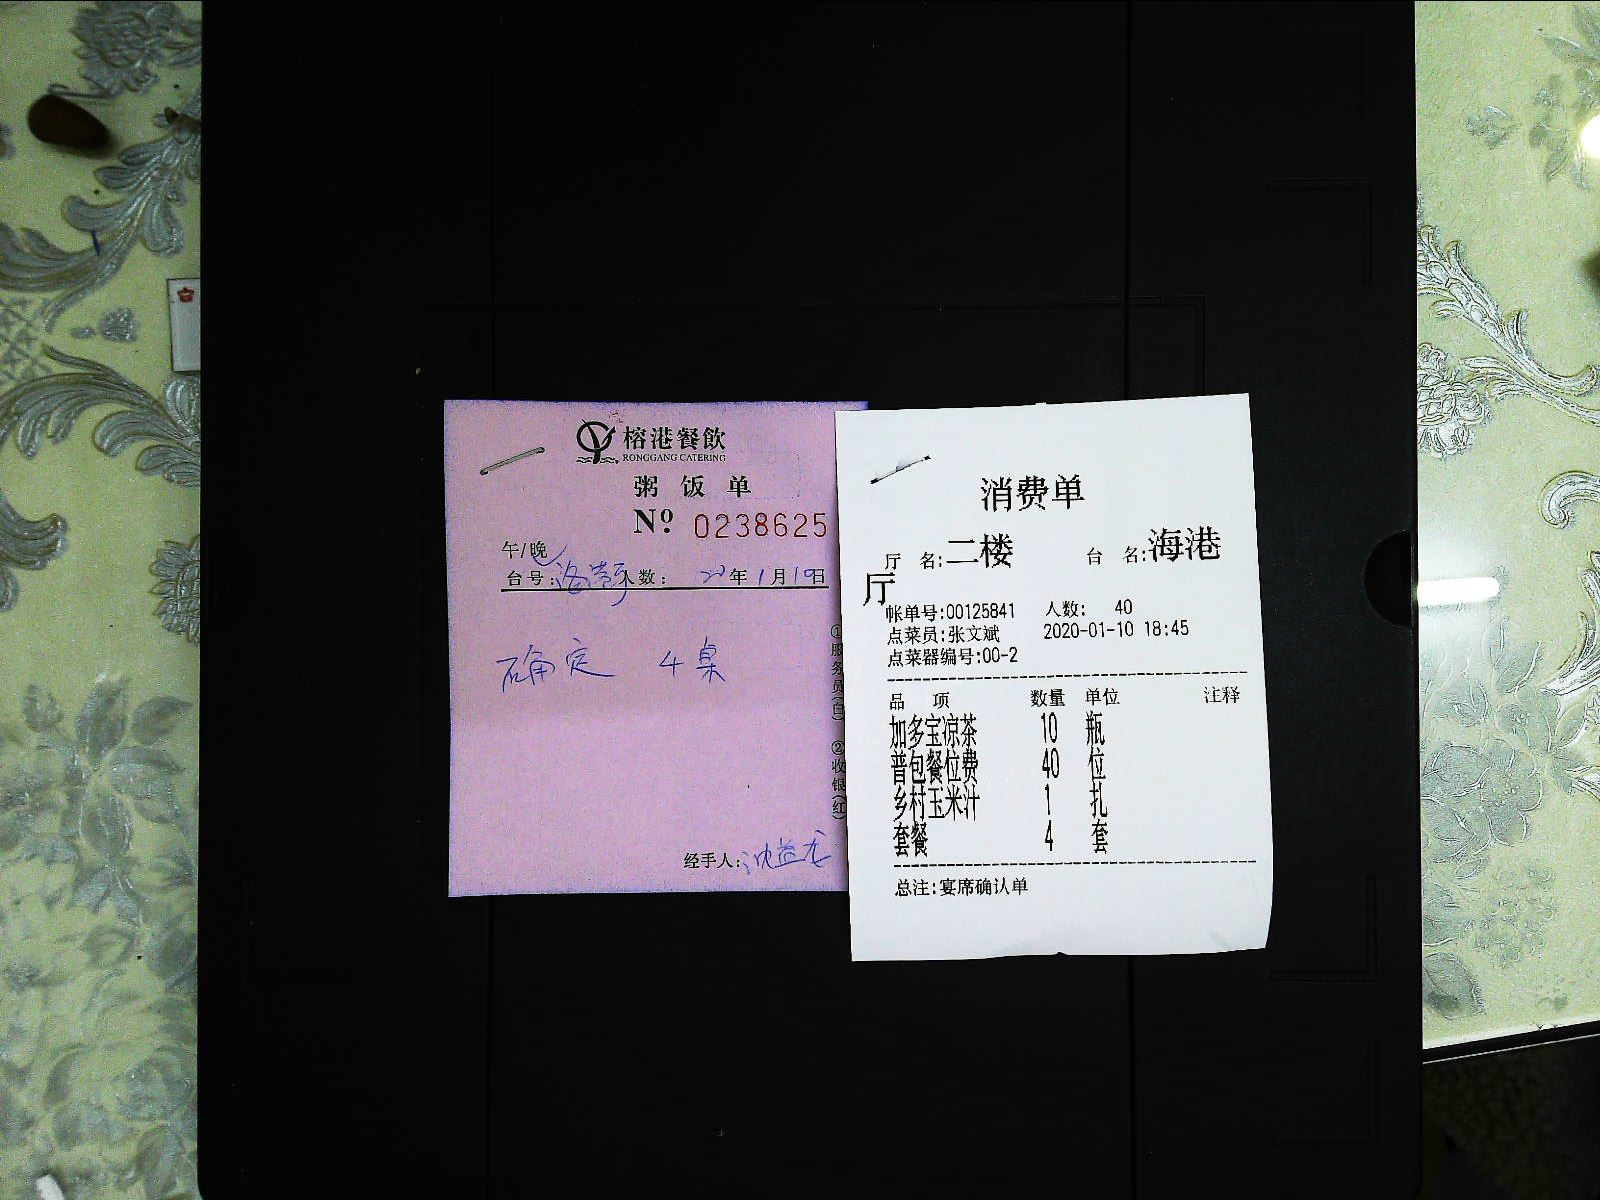 榕港餐飲
RONGGANG CATERING
粥饭单
Nº 0238625
午/晚
台号: 人数: 20年1月10日
确定 4桌
①服务员(白) ②收银(红)
经手人:
消费单
厅 名:二楼 台 名:海港
厅
帐单号:00125841 人数: 40
点菜员:张文斌 2020-01-10 18:45
点菜器编号:00-2
品 项 数量 单位 注释
加多宝凉茶 10 瓶
普包餐位费 40 位
乡村玉米汁 1 扎
套餐 4 套
总注:宴席确认单